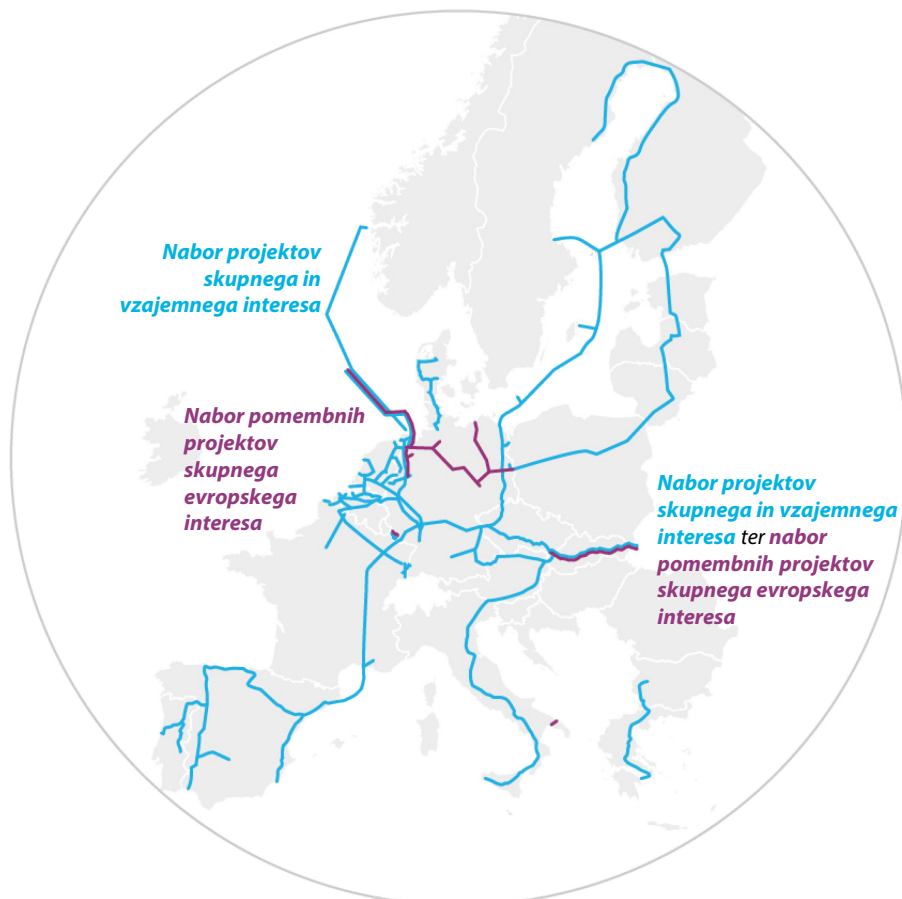 Nabor projektov
skupnega in
vzajemnega interesa
Nabor pomembnih
projektov
skupnega
evropskega
interesa
Nabor projektov
skupnega in vzajemnega
interesa ter nabor
pomembnih projektov
skupnega evropskega
interesa